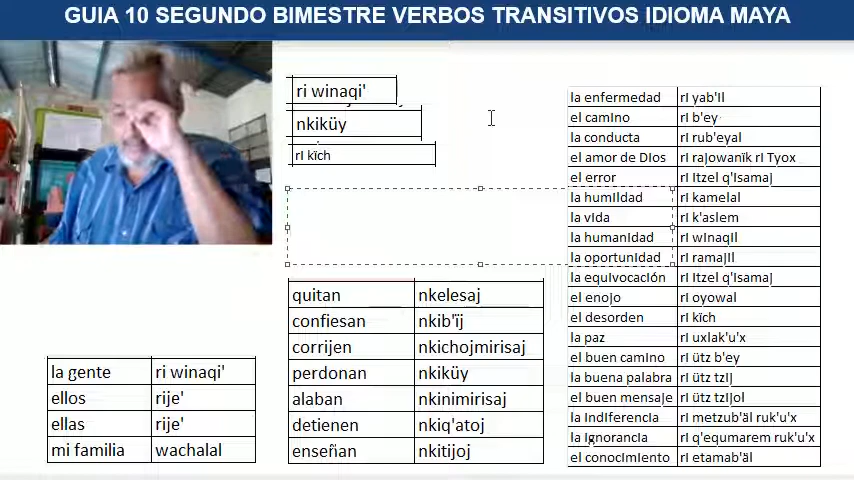 GUIA 10 SEGUNDO BIMESTRE VERBOS TRANSITIVOS IDIOMA MAYA
ri winaqi'
nkiküy
ri kïch
quitan nkelesaj
confiesan nkib'ïj
corrijen nkichojmirisaj
perdonan nkiküy
alaban nkinimirisaj
detienen nkiq'atoj
enseñan nkitijoj
la gente ri winaqi'
ellos rije'
ellas rije'
mi familia wachalal
la enfermedad ri yab'il
el camino ri b'ey
la conducta ri rub'eyal
el amor de Dios ri rajowanïk ri Tyox
el error ri itzel q'isamaj
la humildad ri kamelal
la vida ri k'aslem
la humanidad ri winaqil
la oportunidad ri ramajil
la equivocación ri itzel q'isamaj
el enojo ri oyowal
el desorden ri kïch
la paz ri uxlak'u'x
el buen camino ri ütz b'ey
la buena palabra ri ütz tzij
el buen mensaje ri ütz tzijol
la indiferencia ri metzub'äl ruk'u'x
la ignorancia ri q'equmarem ruk'u'x
el conocimiento ri etamab'äl